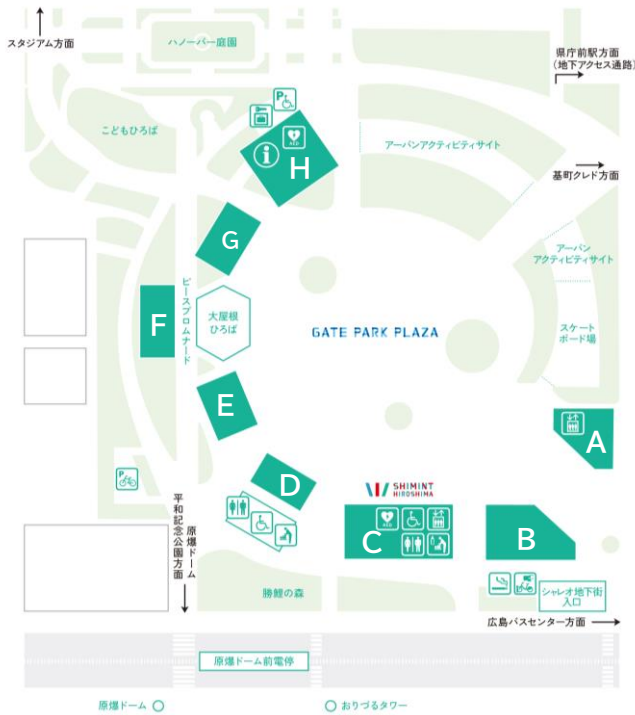 スタジアム方面
ハノーバー庭園
県庁前駅方面
(地下アクセス通路)
P
こどもひろば
AED
i
H
アーバンアクティビティサイト
基町クレド方面
G
アーバン
アクティビティサイト
ピースプロムナード
F
大屋根
ひろば
GATE PARK PLAZA
スケート
ボード場
E
A
P
D
SHIMINT
HIROSHIMA
AED
C
B
原爆ドーム
平和記念公園方面
勝鯉の森
シャレオ地下街
入口
広島バスセンター方面
原爆ドーム前電停
原爆ドーム
おりづるタワー